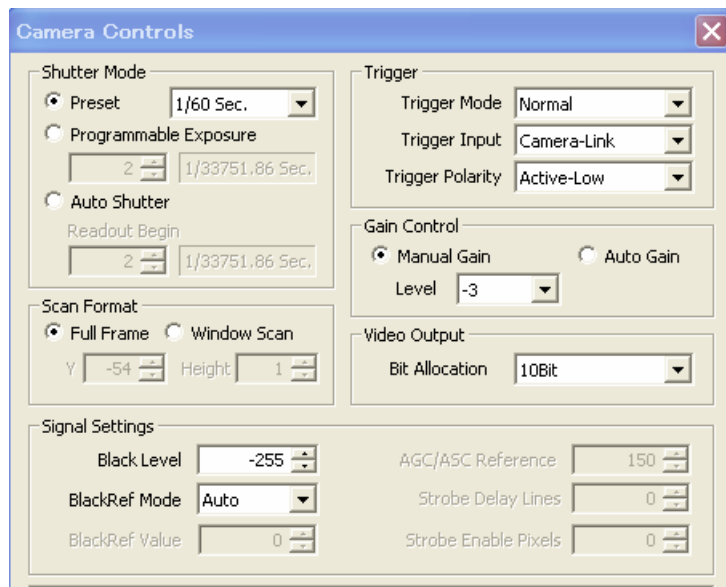 Camera Controls
Shutter Mode
Preset 1/60 Sec.
Programmable Exposure
2 1/33751.86 Sec.
Auto Shutter
Readout Begin
2 1/33751.86 Sec.
Scan Format
Full Frame Window Scan
Y -54 Height 1
Trigger
Trigger Mode Normal
Trigger Input Camera-Link
Trigger Polarity Active-Low
Gain Control
Manual Gain Auto Gain
Level -3
Video Output
Bit Allocation 10Bit
Signal Settings
Black Level -255
BlackRef Mode Auto
BlackRef Value 0
AGC/ASC Reference 150
Strobe Delay Lines 0
Strobe Enable Pixels 0